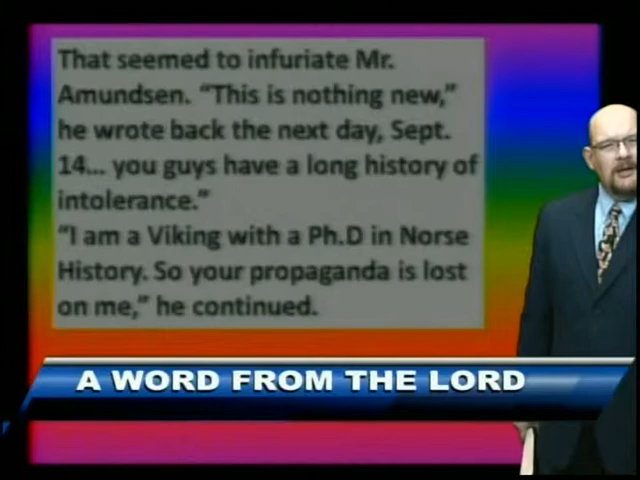 That seemed to infuriate Mr.
Amundsen. “This is nothing new,”
he wrote back the next day, Sept.
14... you guys have a long history of
intolerance.”
“I am a Viking with a Ph.D in Norse
History. So your propaganda is lost
on me,” he continued.
A WORD FROM THE LORD